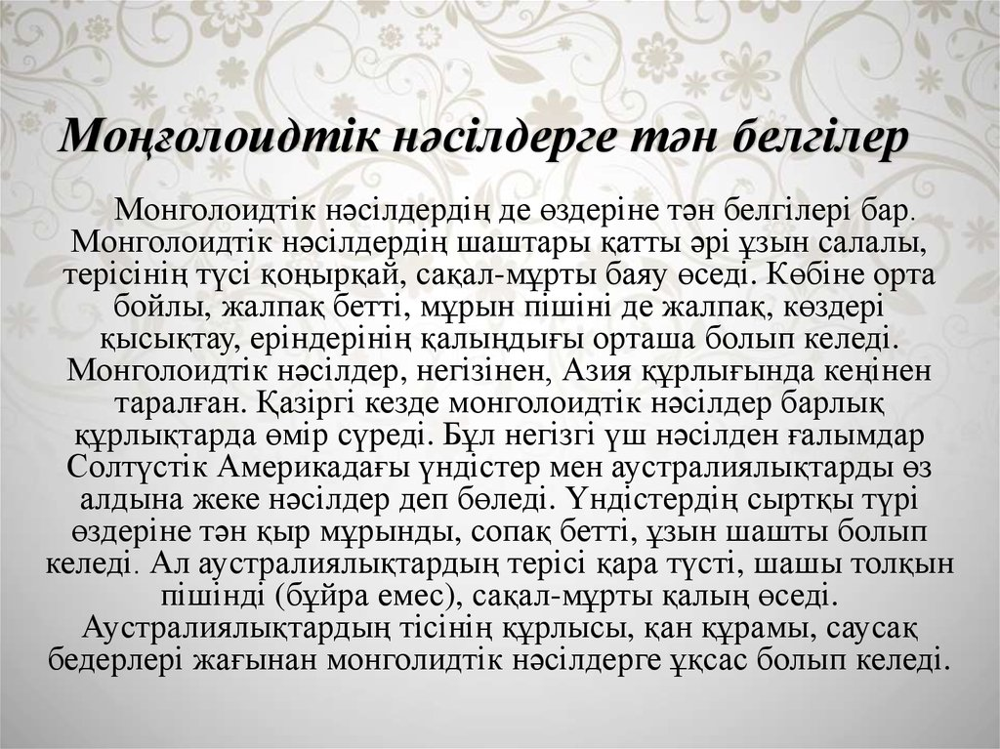 Моңғолоидтік нәсілдерге тән белгілер
Монголоидтік нәсілдердің де өздеріне тән белгілері бар.
Монголоидтік нәсілдердің шаштары қатты әрі ұзын салалы,
терісінің түсі қоңырқай, сақал-мұрты баяу өседі. Көбіне орта
бойлы, жалпақ бетті, мұрын пішіні де жалпақ, көздері
қысықтау, еріндерінің қалыңдығы орташа болып келеді.
Монголоидтік нәсілдер, негізінен, Азия құрлығында кеңінен
таралған. Қазіргі кезде монголоидтік нәсілдер барлық
құрлықтарда өмір сүреді. Бұл негізгі үш нәсілден ғалымдар
Солтүстік Америкадағы үндістер мен аустралиялықтарды өз
алдына жеке нәсілдер деп бөледі. Үндістердің сыртқы түрі
өздеріне тән қыр мұрынды, сопақ бетті, ұзын шашты болып
келеді. Ал аустралиялықтардың терісі қара түсті, шашы толқын
пішінді (бұйра емес), сақал-мұрты қалың өседі.
Аустралиялықтардың тісінің құрлысы, қан құрамы, саусақ
бедерлері жағынан монголидтік нәсілдерге ұқсас болып келеді.